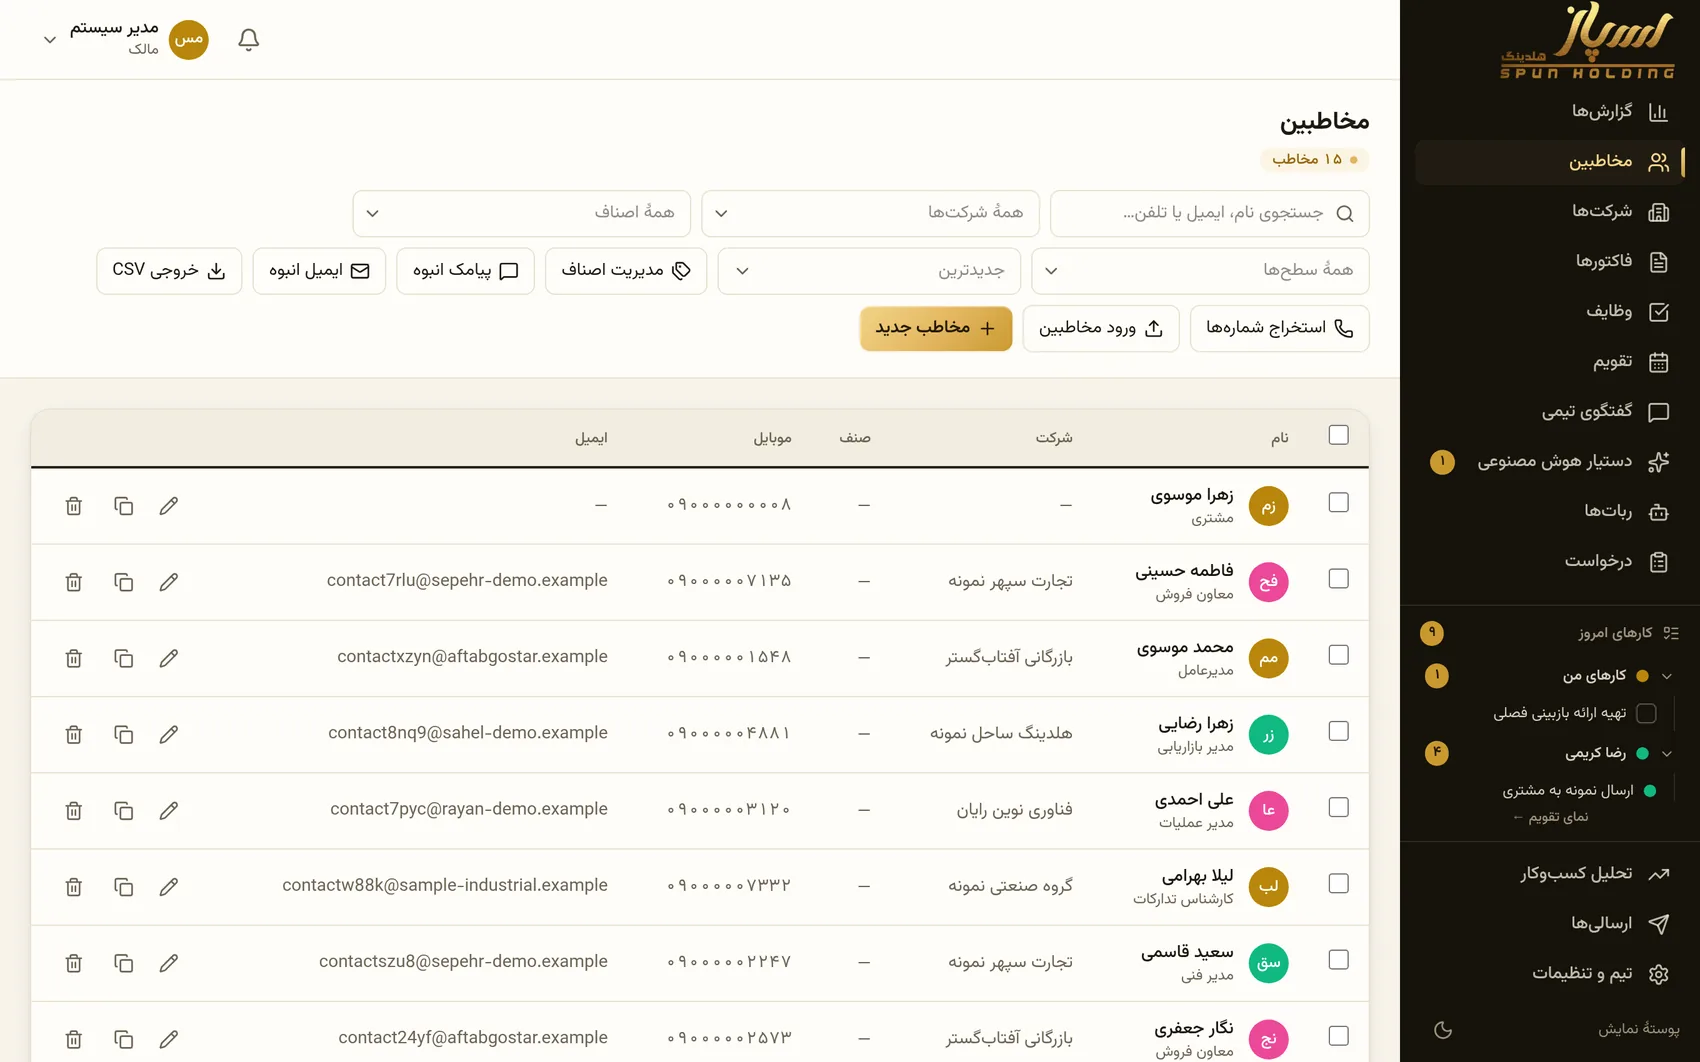 اسپاز
هلدینگ
SPUN HOLDING
گزارش‌ها
مخاطبین
شرکت‌ها
فاکتورها
وظایف
تقویم
گفتگوی تیمی
دستیار هوش مصنوعی ۱
ربات‌ها
درخواست
کارهای امروز ۹
کارهای من ۱
تهیه ارائه بازبینی فصلی
رضا کریمی ۴
ارسال نمونه به مشتری
نمای تقویم ←
تحلیل کسب‌وکار
ارسالی‌ها
تیم و تنظیمات
پوستهٔ نمایش
مس مدیر سیستم
مالک
مخاطبین
۱۵ مخاطب
جستجوی نام، ایمیل یا تلفن... همهٔ شرکت‌ها همهٔ اصناف
همهٔ سطح‌ها جدیدترین مدیریت اصناف پیامک انبوه ایمیل انبوه خروجی CSV
استخراج شماره‌ها ورود مخاطبین + مخاطب جدید
نام شرکت صنف موبایل ایمیل
زم زهرا موسوی — — ۰۹۰۰۰۰۰۰۰۰۸ —
مشتری
فح فاطمه حسینی تجارت سپهر نمونه — ۰۹۰۰۰۰۰۷۱۳۵ contact7rlu@sepehr-demo.example
معاون فروش
مم محمد موسوی بازرگانی آفتاب‌گستر — ۰۹۰۰۰۰۰۱۵۴۸ contactxzyn@aftabgostar.example
مدیرعامل
زر زهرا رضایی هلدینگ ساحل نمونه — ۰۹۰۰۰۰۰۴۸۸۱ contact8nq9@sahel-demo.example
مدیر بازاریابی
عا علی احمدی فناوری نوین رایان — ۰۹۰۰۰۰۰۳۱۲۰ contact7pyc@rayan-demo.example
مدیر عملیات
لب لیلا بهرامی گروه صنعتی نمونه — ۰۹۰۰۰۰۰۷۳۳۲ contactw88k@sample-industrial.example
کارشناس تدارکات
سق سعید قاسمی تجارت سپهر نمونه — ۰۹۰۰۰۰۰۲۲۴۷ contactszu8@sepehr-demo.example
مدیر فنی
نج نگار جعفری بازرگانی آفتاب‌گستر — ۰۹۰۰۰۰۰۲۵۷۳ contact24yf@aftabgostar.example
معاون فروش